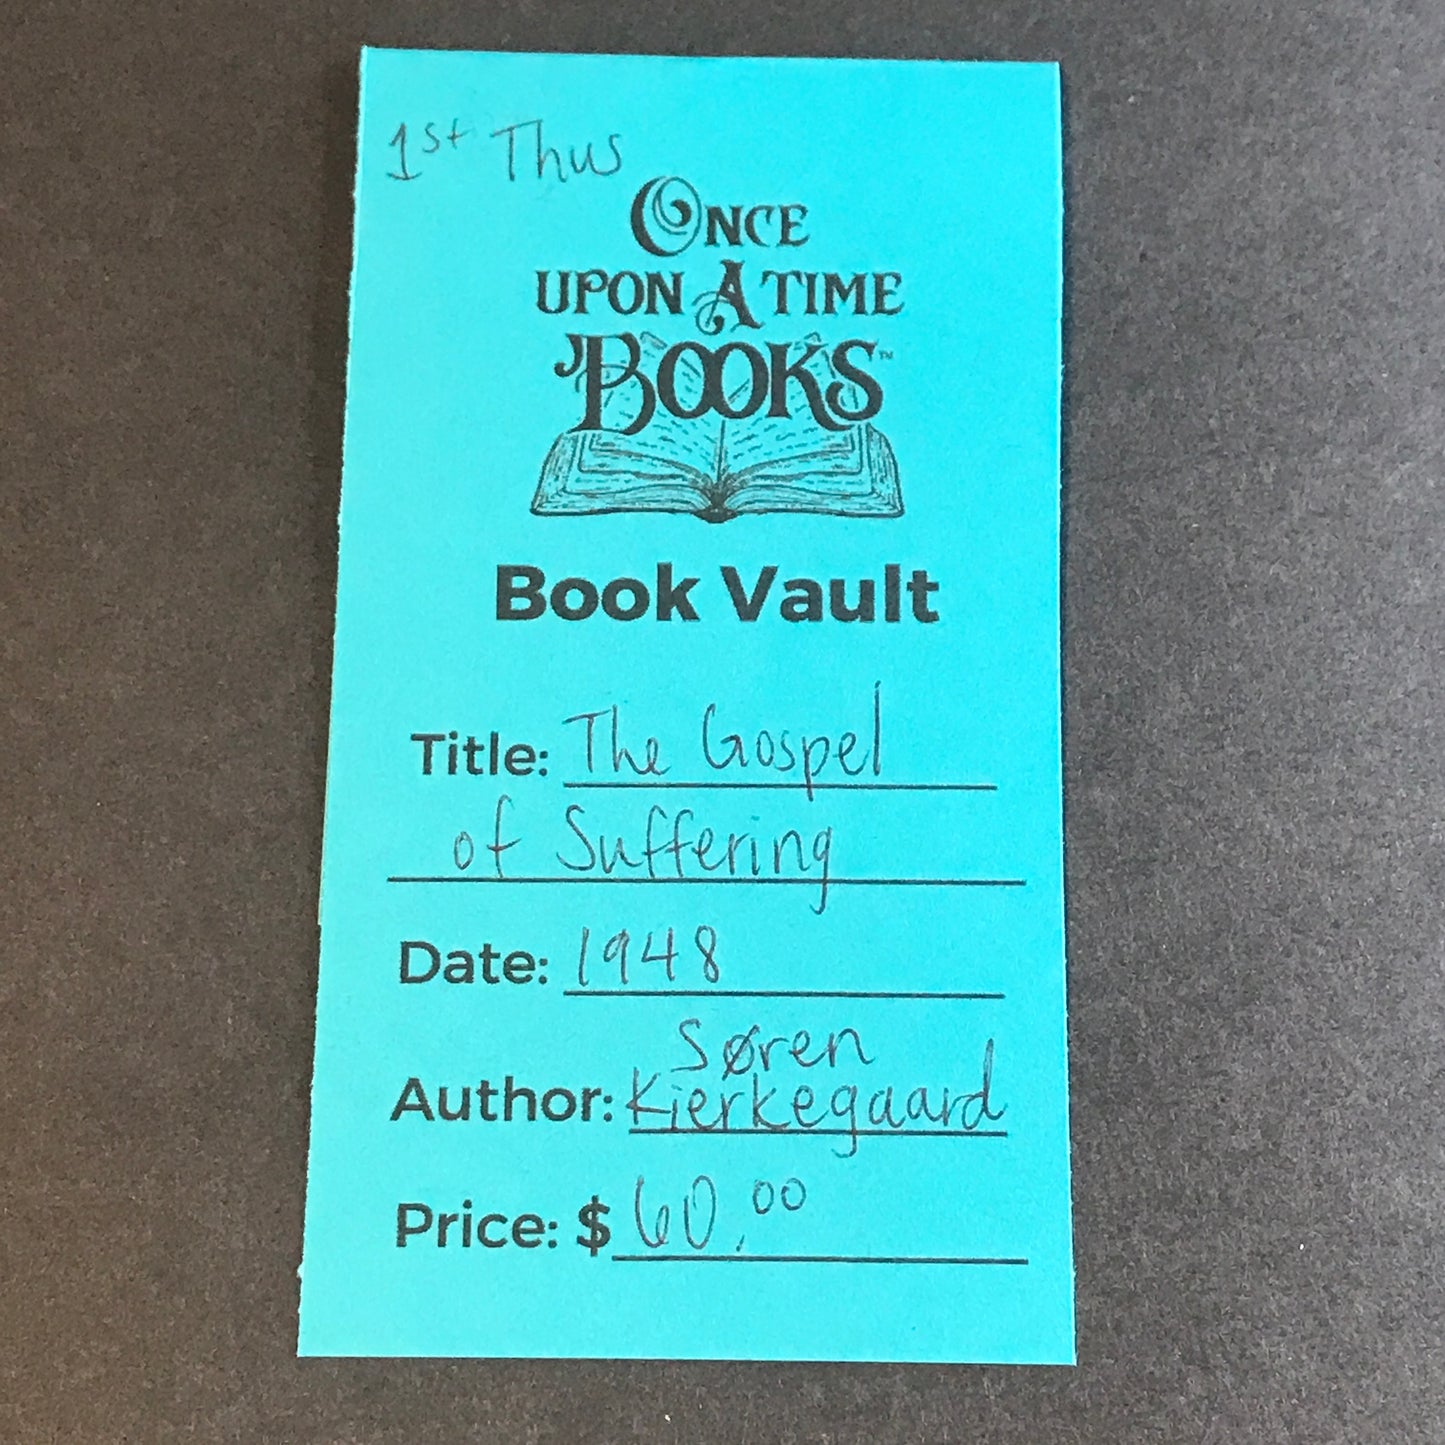 1st Thus
ONCE
UPON A TIME
BOOKS™
Book Vault
Title: The Gospel
of Suffering
Date: 1948
Søren
Author: Kierkegaard
Price: $ 60.00